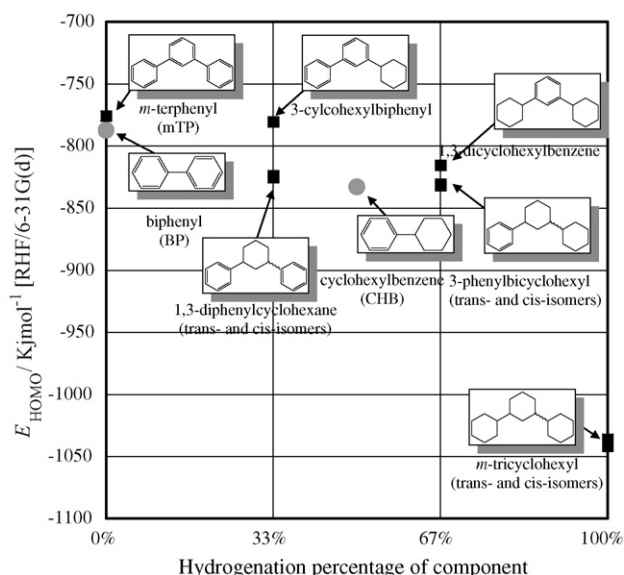 -700
-750
-800
-850
-900
-950
-1000
-1050
-1100
E HOMO/ Kjmol-1 [RHF/6-31G(d)]
m-terphenyl
(mTP)
3-cylcohexylbiphenyl
1,3-dicyclohexylbenzene
biphenyl
(BP)
1,3-diphenylcyclohexane
(trans- and cis-isomers)
cyclohexylbenzene
(CHB)
3-phenylbicyclohexyl
(trans- and cis-isomers)
m-tricyclohexyl
(trans- and cis-isomers)
0%
33%
67%
100%
Hydrogenation percentage of component